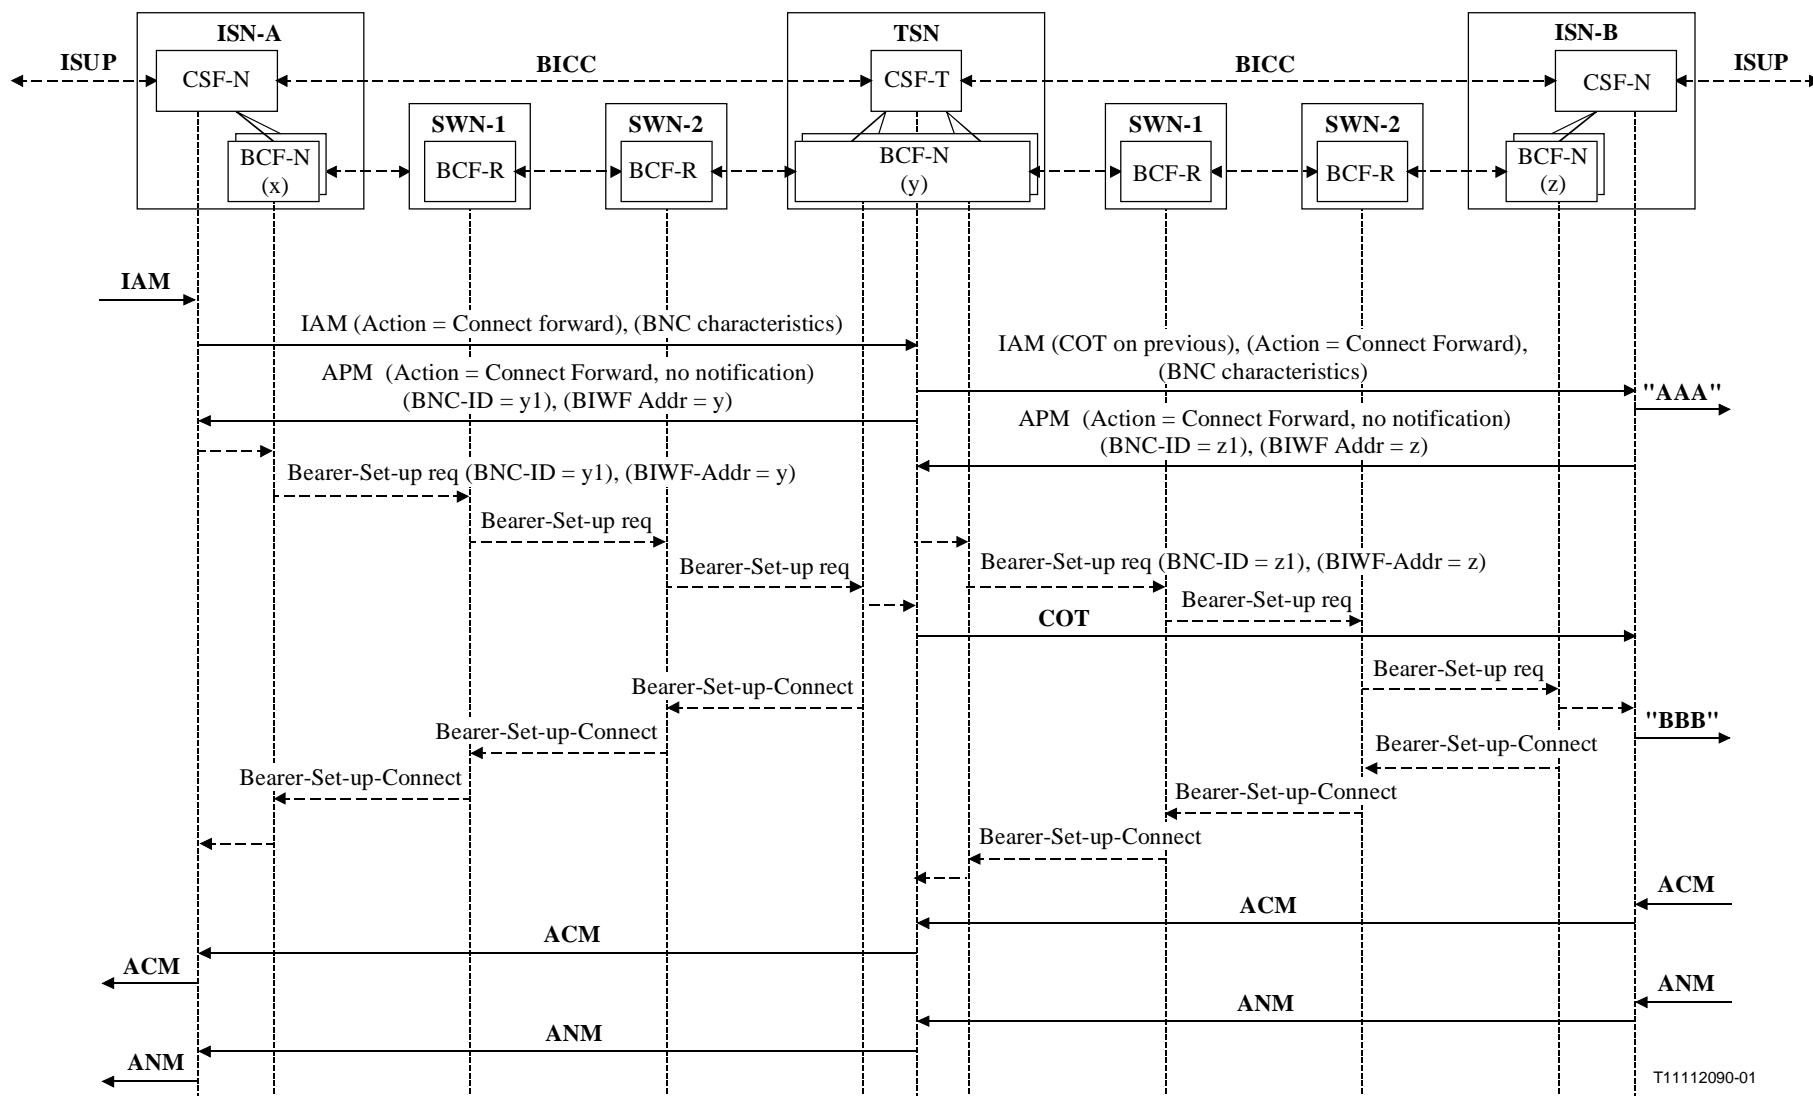 ISN-A
TSN
ISN-B
ISUP
CSF-N
BICC
CSF-T
BICC
CSF-N
ISUP
SWN-1
SWN-2
SWN-1
SWN-2
BCF-N
(x)
BCF-R
BCF-R
BCF-N
(y)
BCF-R
BCF-R
BCF-N
(z)
IAM
IAM (Action = Connect forward), (BNC characteristics)
IAM (COT on previous), (Action = Connect Forward),
(BNC characteristics)
APM (Action = Connect Forward, no notification)
(BNC-ID = y1), (BIWF Addr = y)
"AAA"
APM (Action = Connect Forward, no notification)
(BNC-ID = z1), (BIWF Addr = z)
Bearer-Set-up req (BNC-ID = y1), (BIWF-Addr = y)
Bearer-Set-up req
Bearer-Set-up req
Bearer-Set-up req (BNC-ID = z1), (BIWF-Addr = z)
Bearer-Set-up req
COT
Bearer-Set-up req
Bearer-Set-up-Connect
"BBB"
Bearer-Set-up-Connect
Bearer-Set-up-Connect
Bearer-Set-up-Connect
Bearer-Set-up-Connect
Bearer-Set-up-Connect
ACM
ACM
ACM
ACM
ANM
ANM
ANM
ANM
T11112090-01